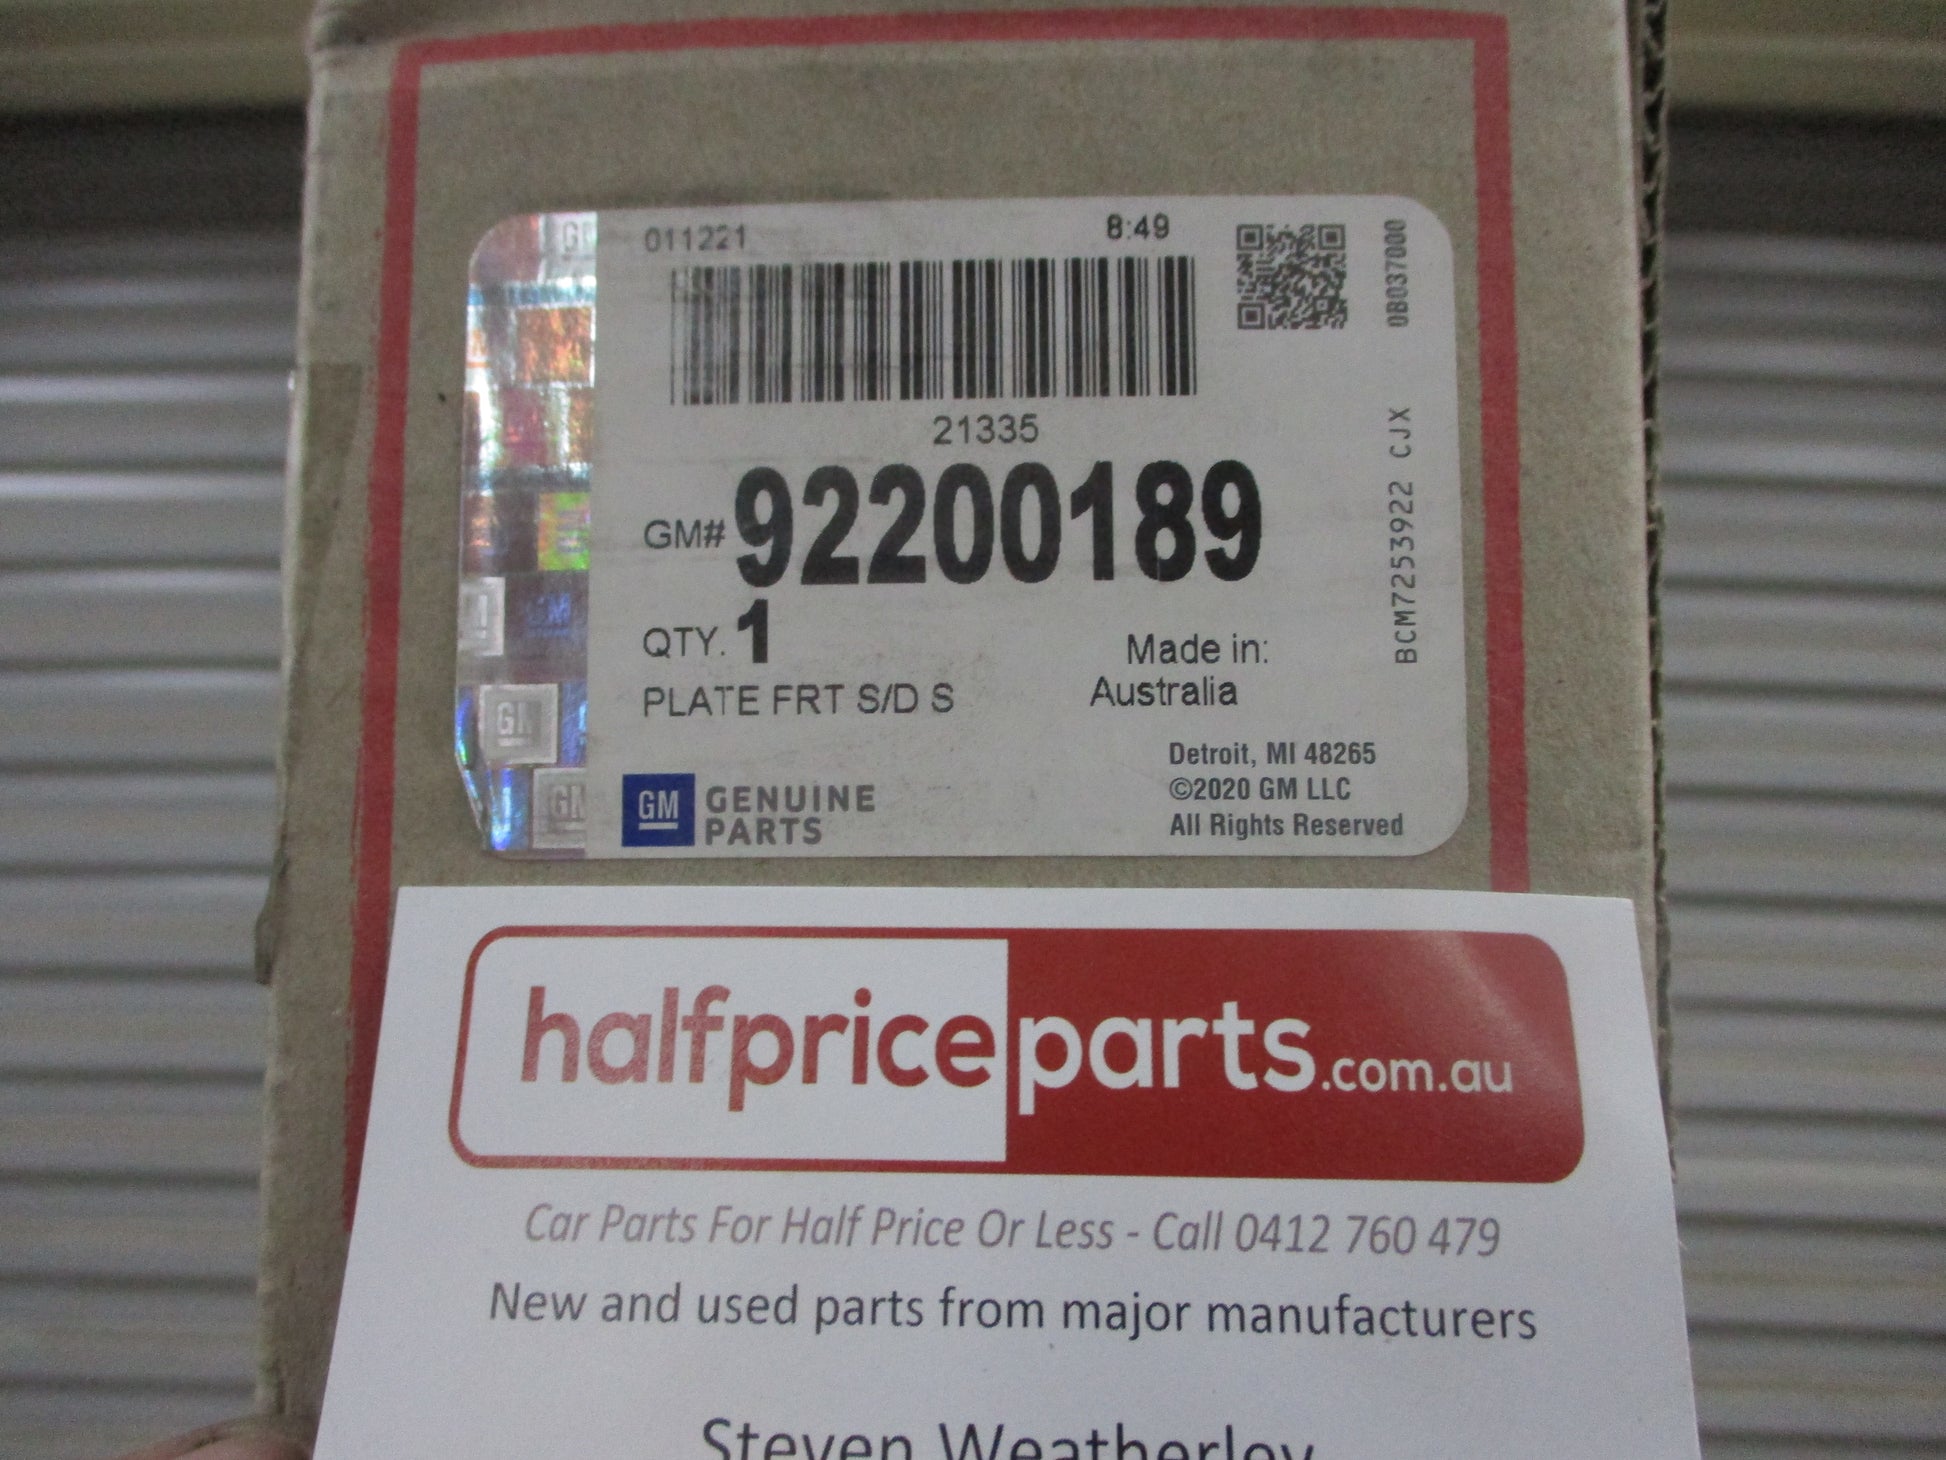 011221 8:49
21335
GM# 92200189
QTY. 1
PLATE FRT S/D S
Made in:
Australia
Detroit, MI 48265
©2020 GM LLC
All Rights Reserved
GM GENUINE
PARTS
0B037000
BCM7253922 CJX
GM
GM
halfpriceparts.com.au
Car Parts For Half Price Or Less - Call 0412 760 479
New and used parts from major manufacturers
Steven Weatherley